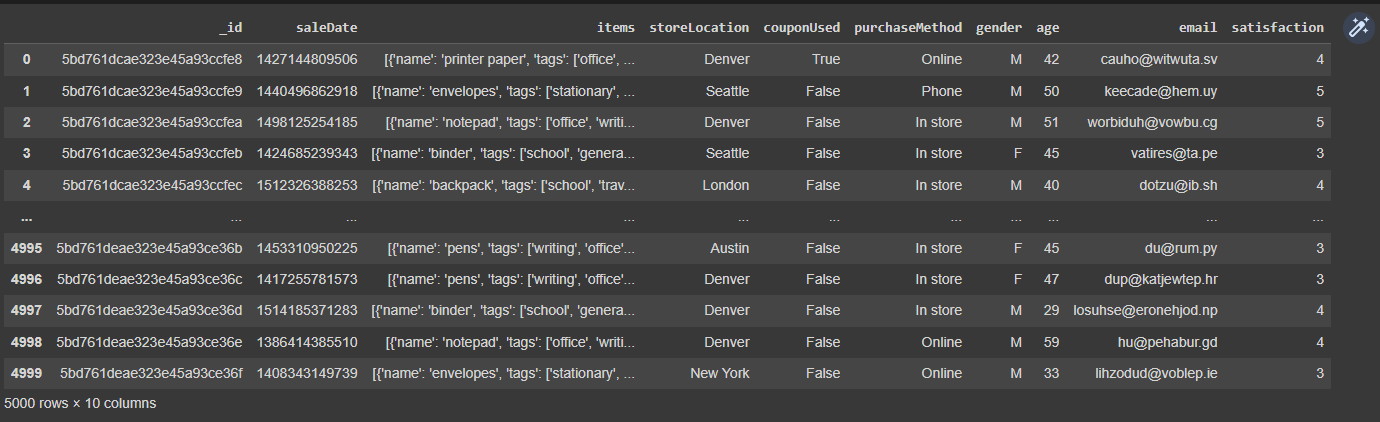 _id saleDate items storeLocation couponUsed purchaseMethod gender age email satisfaction
0 5bd761dcae323e45a93ccfe8 1427144809506 [{'name': 'printer paper', 'tags': ['office', ... Denver True Online M 42 cauho@witwuta.sv 4
1 5bd761dcae323e45a93ccfe9 1440496862918 [{'name': 'envelopes', 'tags': ['stationary', ... Seattle False Phone M 50 keecade@hem.uy 5
2 5bd761dcae323e45a93ccfea 1498125254185 [{'name': 'notepad', 'tags': ['office', 'writi... Denver False In store M 51 worbiduh@vowbu.cg 5
3 5bd761dcae323e45a93ccfeb 1424685239343 [{'name': 'binder', 'tags': ['school', 'genera... Seattle False In store F 45 vatires@ta.pe 3
4 5bd761dcae323e45a93ccfec 1512326388253 [{'name': 'backpack', 'tags': ['school', 'trav... London False In store M 40 dotzu@ib.sh 4
... ... ... ... ... ... ... ... ... ... ...
4995 5bd761deae323e45a93ce36b 1453310950225 [{'name': 'pens', 'tags': ['writing', 'office'... Austin False In store F 45 du@rum.py 3
4996 5bd761deae323e45a93ce36c 1417255781573 [{'name': 'pens', 'tags': ['writing', 'office'... Denver False In store F 47 dup@katjewtep.hr 3
4997 5bd761deae323e45a93ce36d 1514185371283 [{'name': 'binder', 'tags': ['school', 'genera... Denver False In store M 29 losuhse@eronehjod.np 4
4998 5bd761deae323e45a93ce36e 1386414385510 [{'name': 'notepad', 'tags': ['office', 'writi... Denver False Online M 59 hu@pehabur.gd 4
4999 5bd761deae323e45a93ce36f 1408343149739 [{'name': 'envelopes', 'tags': ['stationary', ... New York False Online M 33 lihzodud@voblep.ie 3
5000 rows × 10 columns